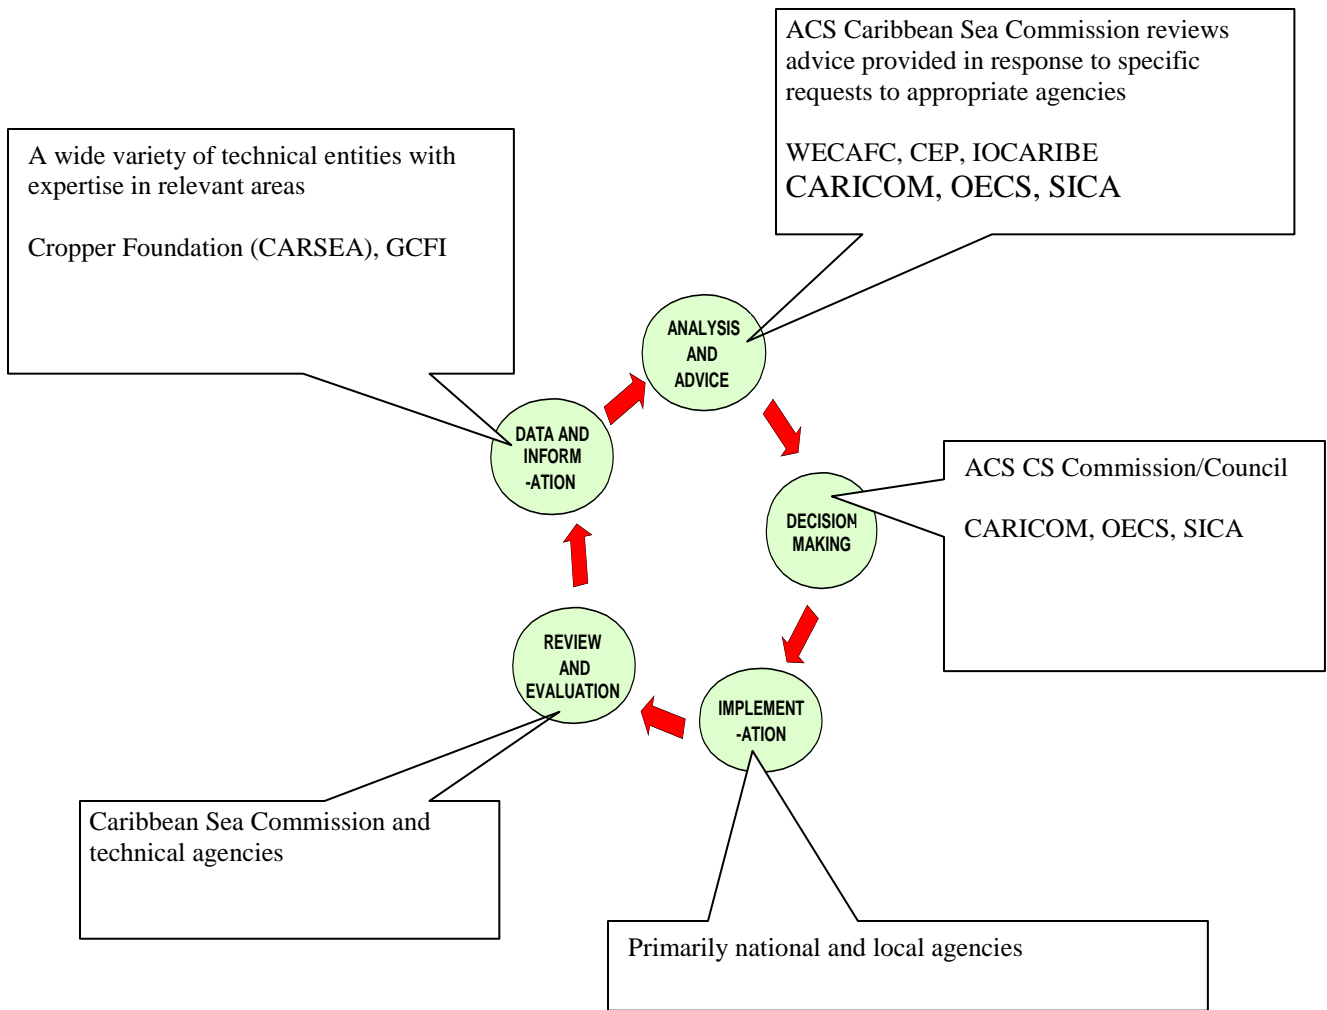 ACS Caribbean Sea Commission reviews
advice provided in response to specific
requests to appropriate agencies
WECAFC, CEP, IOCARIBE
CARICOM, OECS, SICA
A wide variety of technical entities with
expertise in relevant areas
Cropper Foundation (CARSEA), GCFI
ANALYSIS
AND
ADVICE
DATA AND
INFORM
-ATION
ACS CS Commission/Council
CARICOM, OECS, SICA
DECISION
MAKING
REVIEW
AND
EVALUATION
IMPLEMENT
-ATION
Caribbean Sea Commission and
technical agencies
Primarily national and local agencies